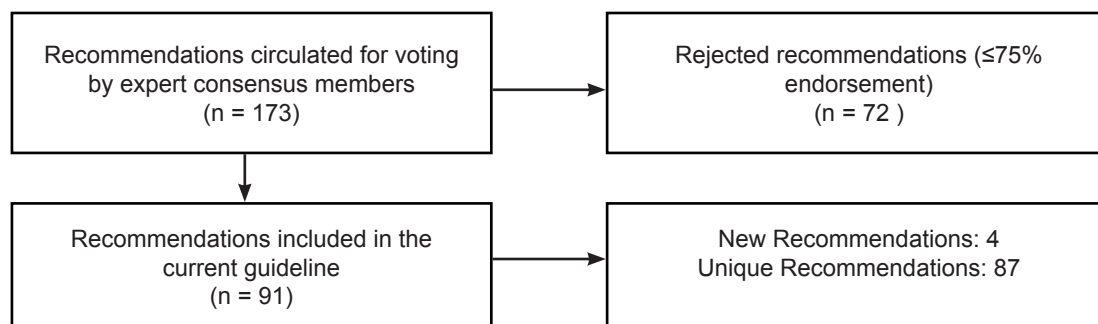 Recommendations circulated for voting
by expert consensus members
(n = 173)
Rejected recommendations (≤75%
endorsement)
(n = 72 )
Recommendations included in the
current guideline
(n = 91)
New Recommendations: 4
Unique Recommendations: 87